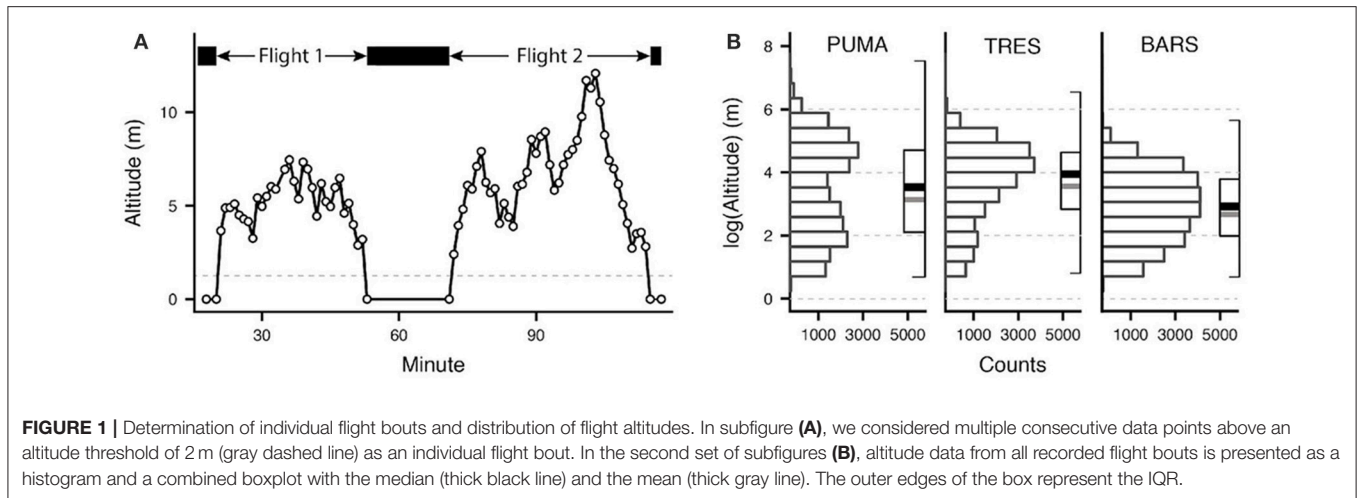 A
Flight 1
Flight 2
Altitude (m)
10
5
0
30
60
90
Minute
B
PUMA
TRES
BARS
log(Altitude) (m)
8
6
4
2
0
1000 3000 5000
1000 3000 5000
1000 3000 5000
Counts
FIGURE 1 | Determination of individual flight bouts and distribution of flight altitudes. In subfigure (A), we considered multiple consecutive data points above an
altitude threshold of 2 m (gray dashed line) as an individual flight bout. In the second set of subfigures (B), altitude data from all recorded flight bouts is presented as a
histogram and a combined boxplot with the median (thick black line) and the mean (thick gray line). The outer edges of the box represent the IQR.